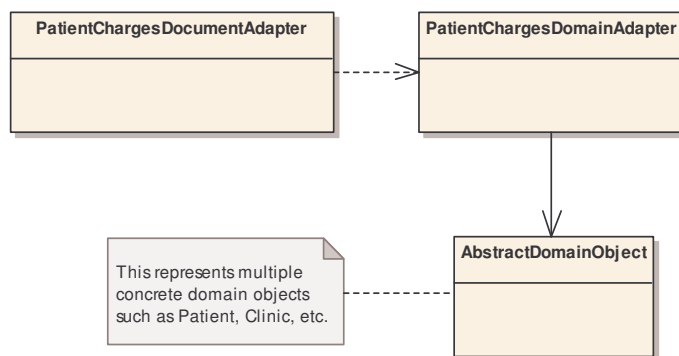 PatientChargesDocumentAdapter
PatientChargesDomainAdapter
AbstractDomainObject
This represents multiple
concrete domain objects
such as Patient, Clinic, etc.